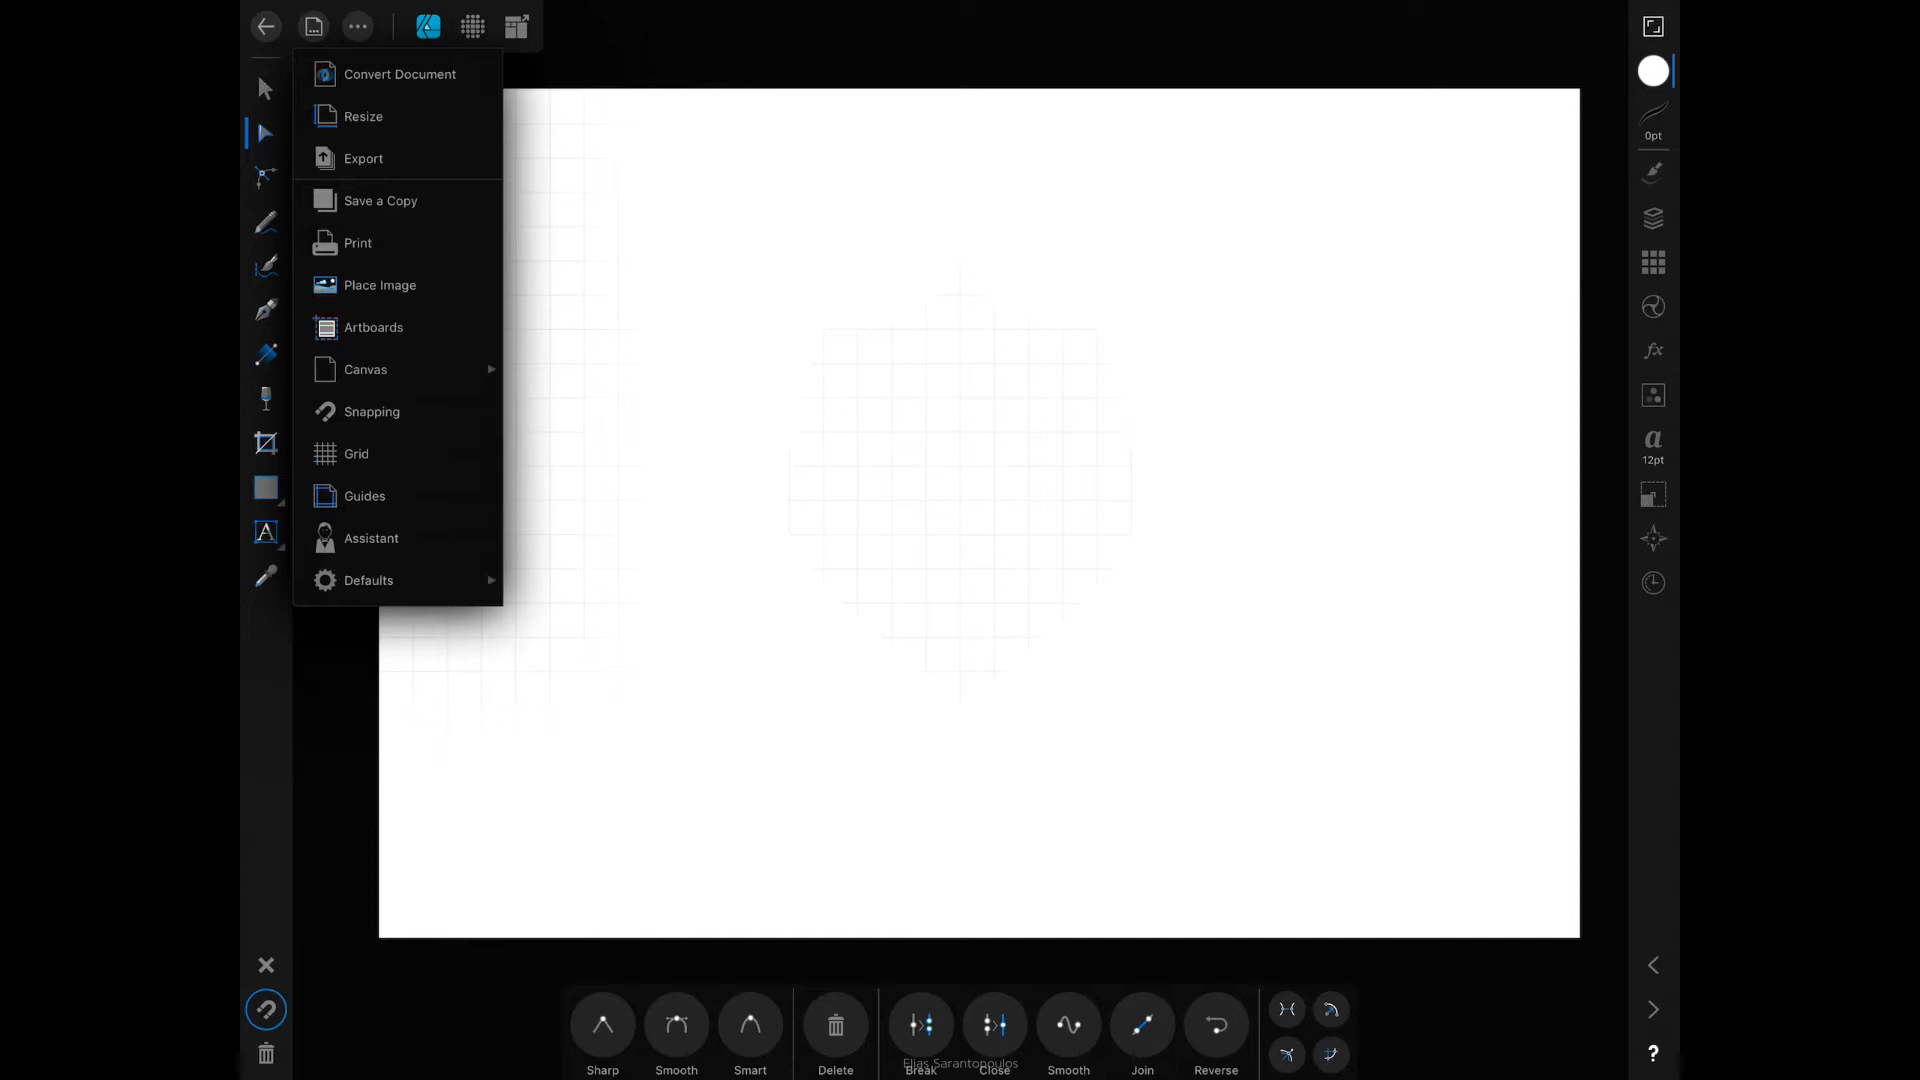 Convert Document
Resize
Export
Save a Copy
Print
Place Image
Artboards
Canvas
Snapping
Grid
Guides
Assistant
Defaults
A
0pt
fx
a
12pt
?
Elias Sarantopoulos
Sharp
Smooth
Smart
Delete
Break
Close
Smooth
Join
Reverse